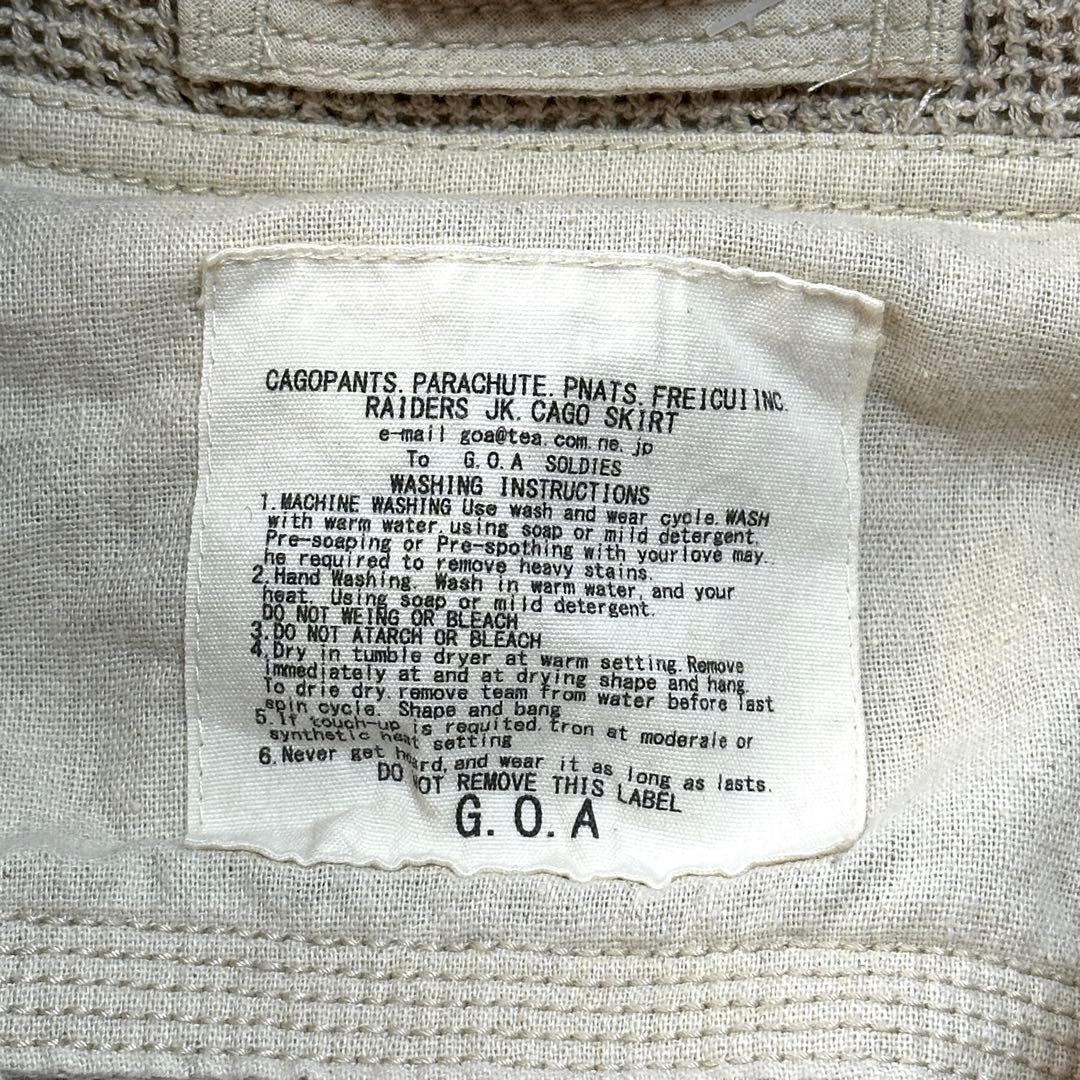 CAGOPANTS. PARACHUTE. PNATS. FREICUIINC.
RAIDERS JK. CAGO SKIRT
e-mail goa@tea.com.ne.jp
To G.O.A SOLDIES
WASHING INSTRUCTIONS
1. MACHINE WASHING Use wash and wear cycle. WASH
with warm water, using soap or mild detergent.
Pre-soaping or Pre-spothing with yourlove may.
he required to remove heavy stains.
2. Hand Washing. Wash in warm water, and your
heat. Using soap or mild detergent.
DO NOT WEING OR BLEACH
3. DO NOT ATARCH OR BLEACH
4. Dry in tumble dryer at warm setting. Remove
immediately at and at drying shape and hang.
To drie dry, remove team from water before last
spin cycle. Shape and bang
5. If touch-up is requited tron at moderale or
synthetic heat setting
6. Never get hoard, and wear it as long as lasts.
DO NOT REMOVE THIS LABEL
G.O.A